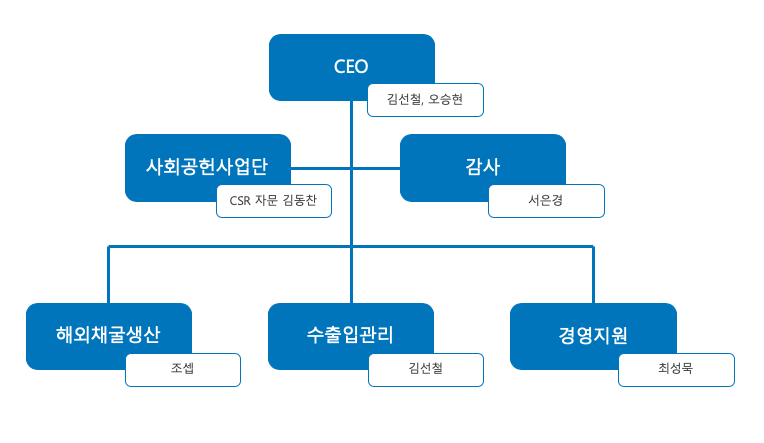 CEO
김선철, 오승현
사회공헌사업단
CSR 자문 김동찬
감사
서은경
해외채굴생산
조셉
수출입관리
김선철
경영지원
최성묵